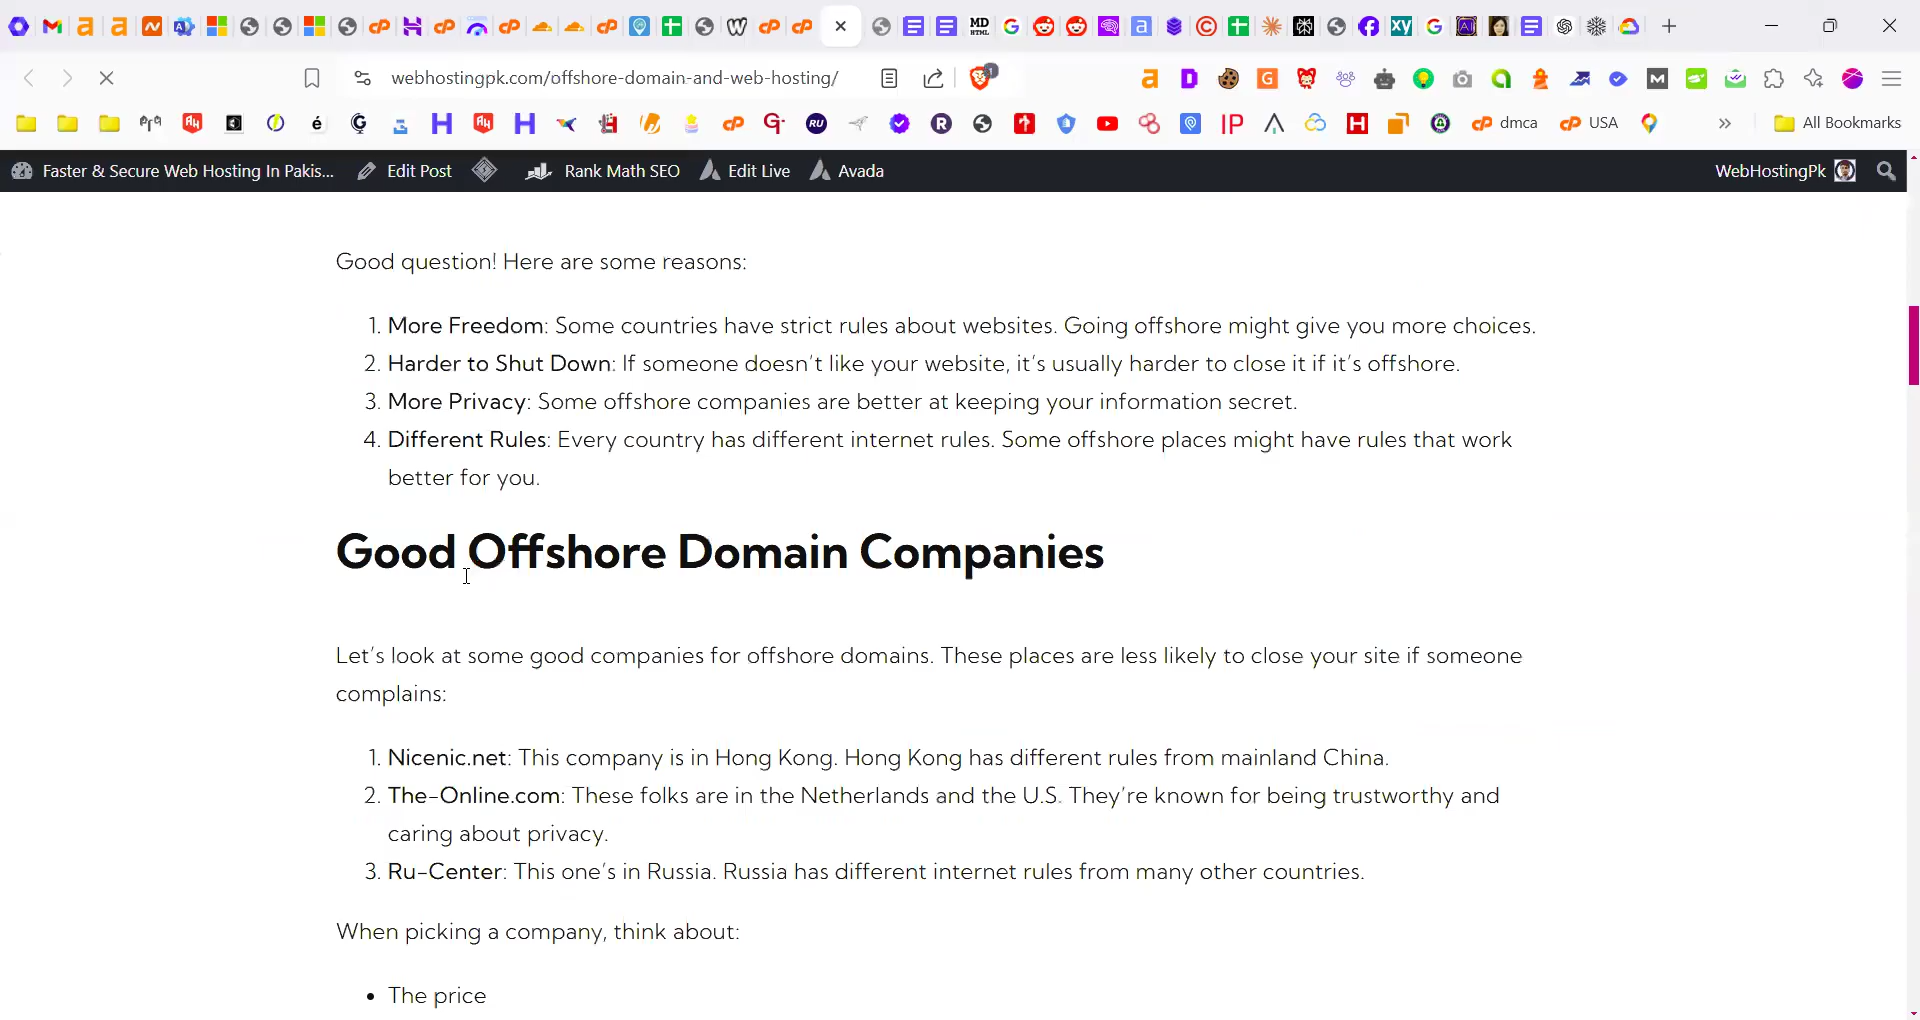 webhostingpk.com/offshore-domain-and-web-hosting/
dmca
USA
All Bookmarks
Faster & Secure Web Hosting In Pakis...
Edit Post
Rank Math SEO
Edit Live
Avada
WebHostingPk
Good question! Here are some reasons:
1. More Freedom: Some countries have strict rules about websites. Going offshore might give you more choices.
2. Harder to Shut Down: If someone doesn't like your website, it's usually harder to close it if it's offshore.
3. More Privacy: Some offshore companies are better at keeping your information secret.
4. Different Rules: Every country has different internet rules. Some offshore places might have rules that work
better for you.
Good Offshore Domain Companies
Let's look at some good companies for offshore domains. These places are less likely to close your site if someone
complains:
1. Nicenic.net: This company is in Hong Kong. Hong Kong has different rules from mainland China.
2. The-Online.com: These folks are in the Netherlands and the U.S. They're known for being trustworthy and
caring about privacy.
3. Ru-Center: This one's in Russia. Russia has different internet rules from many other countries.
When picking a company, think about:
• The price